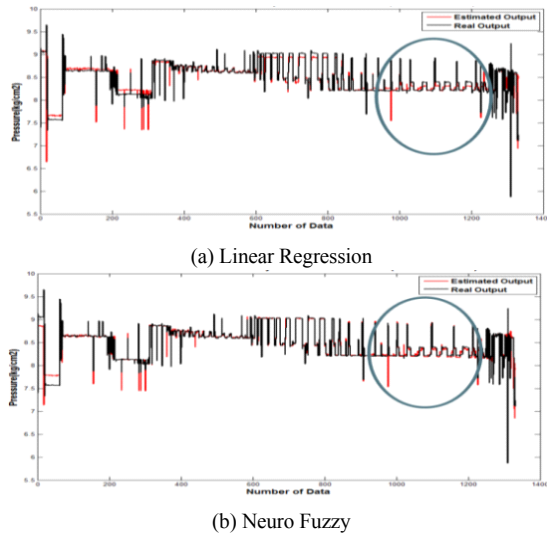 Estimated Output
Real Output
10
9.5
9
8.5
8
7.5
7
6.5
6
5.5
Pressure(kg/cm2)
0 200 400 600 800 1000 1200 1400
Number of Data
(a) Linear Regression
Estimated Output
Real Output
10
9.5
9
8.5
8
7.5
7
6.5
6
5.5
Pressure(kg/cm2)
0 200 400 600 800 1000 1200 1400
Number of Data
(b) Neuro Fuzzy